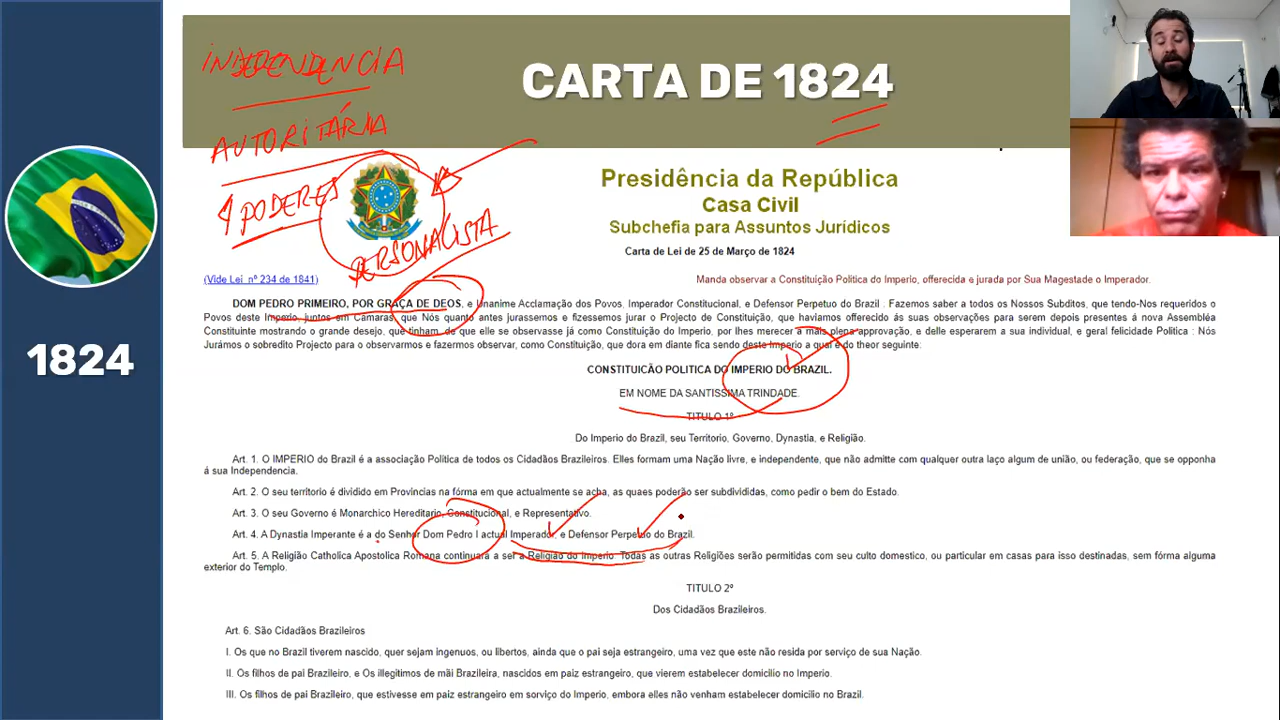 INDEPENDENCIA
CARTA DE 1824
AUTORITÁRIA
4 PODERES
PERSONALISTA
1824
Presidência da República
Casa Civil
Subchefia para Assuntos Jurídicos
Carta de Lei de 25 de Março de 1824
(Vide Lei nº 234 de 1841)
Manda observar a Constituição Politica do Imperio, offerecida e jurada por Sua Magestade o Imperador.
DOM PEDRO PRIMEIRO, POR GRAÇA DE DEOS, e Unanime Acclamação dos Povos, Imperador Constitucional, e Defensor Perpetuo do Brazil . Fazemos saber a todos os Nossos Subditos, que tendo-Nos requeridos o
Povos deste Imperio, juntos em Camaras, que Nós quanto antes jurassemos e fizessemos jurar o Projecto de Constituição, que haviamos offerecido ás suas observações para serem depois presentes á nova Assembléa
Constituinte mostrando o grande desejo, que tinham, de que elle se observasse já como Constituição do Imperio, por lhes merecer a mais plena approvação, e delle esperarem a sua individual, e geral felicidade Politica : Nós
Jurámos o sobredito Projecto para o observarmos e fazermos observar, como Constituição, que dora em diante fica sendo deste Imperio a qual é do theor seguinte:
CONSTITUICÃO POLITICA DO IMPERIO DO BRAZIL.
EM NOME DA SANTISSIMA TRINDADE.
TITULO 1º
Do Imperio do Brazil, seu Territorio, Governo, Dynastia, e Religião.
Art. 1. O IMPERIO do Brazil é a associação Politica de todos os Cidadãos Brazileiros. Elles formam uma Nação livre, e independente, que não admitte com qualquer outra laço algum de união, ou federação, que se opponha
á sua Independencia.
Art. 2. O seu territorio é dividido em Provincias na fórma em que actualmente se acha, as quaes poderão ser subdivididas, como pedir o bem do Estado.
Art. 3. O seu Governo é Monarchico Hereditario, Constitucional, e Representativo.
Art. 4. A Dynastia Imperante é a do Senhor Dom Pedro I actual Imperador, e Defensor Perpetuo do Brazil.
Art. 5. A Religião Catholica Apostolica Romana continuará a ser a Religião do Imperio. Todas as outras Religiões serão permitidas com seu culto domestico, ou particular em casas para isso destinadas, sem fórma alguma
exterior do Templo.
TITULO 2º
Dos Cidadãos Brazileiros.
Art. 6. São Cidadãos Brazileiros
I. Os que no Brazil tiverem nascido, quer sejam ingenuos, ou libertos, ainda que o pai seja estrangeiro, uma vez que este não resida por serviço de sua Nação.
II. Os filhos de pai Brazileiro, e Os illegitimos de mãi Brazileira, nascidos em paiz estrangeiro, que vierem estabelecer domicilio no Imperio.
III. Os filhos de pai Brazileiro, que estivesse em paiz estrangeiro em sorviço do Imperio, embora elles não venham estabelecer domicilio no Brazil.